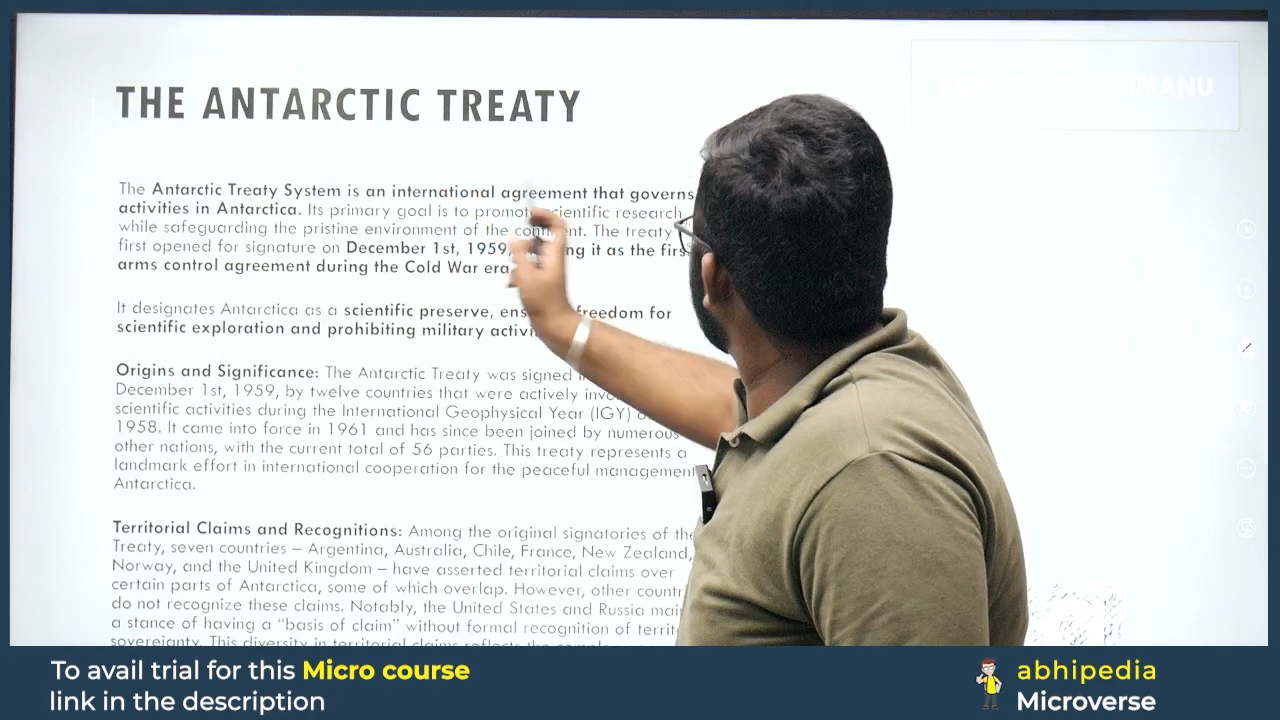 THE ANTARCTIC TREATY
The Antarctic Treaty System is an international agreement that governs
activities in Antarctica. Its primary goal is to promote scientific research
while safeguarding the pristine environment of the continent. The treaty
first opened for signature on December 1st, 1959, it as the first
arms control agreement during the Cold War era
It designates Antarctica as a scientific preserve, freedom for
scientific exploration and prohibiting military
Origins and Significance: The Antarctic Treaty was signed
December 1st, 1959, by twelve countries that were actively
scientific activities during the International Geophysical Year (IGY)
1958. It came into force in 1961 and has since been joined by numerous
other nations, with the current total of 56 parties. This treaty represents a
landmark effort in international cooperation for the peaceful management
Antarctica.
Territorial Claims and Recognitions: Among the original signatories of the
Treaty, seven countries – Argentina, Australia, Chile, France, New Zealand,
Norway, and the United Kingdom – have asserted territorial claims over
certain parts of Antarctica, some of which overlap. However, other
do not recognize these claims. Notably, the United States and Russia
a stance of having a “basis of claim” without formal recognition of
sovereignty. This diversity in territorial claims reflects the
To avail trial for this Micro course
link in the description
abhipedia
Microverse